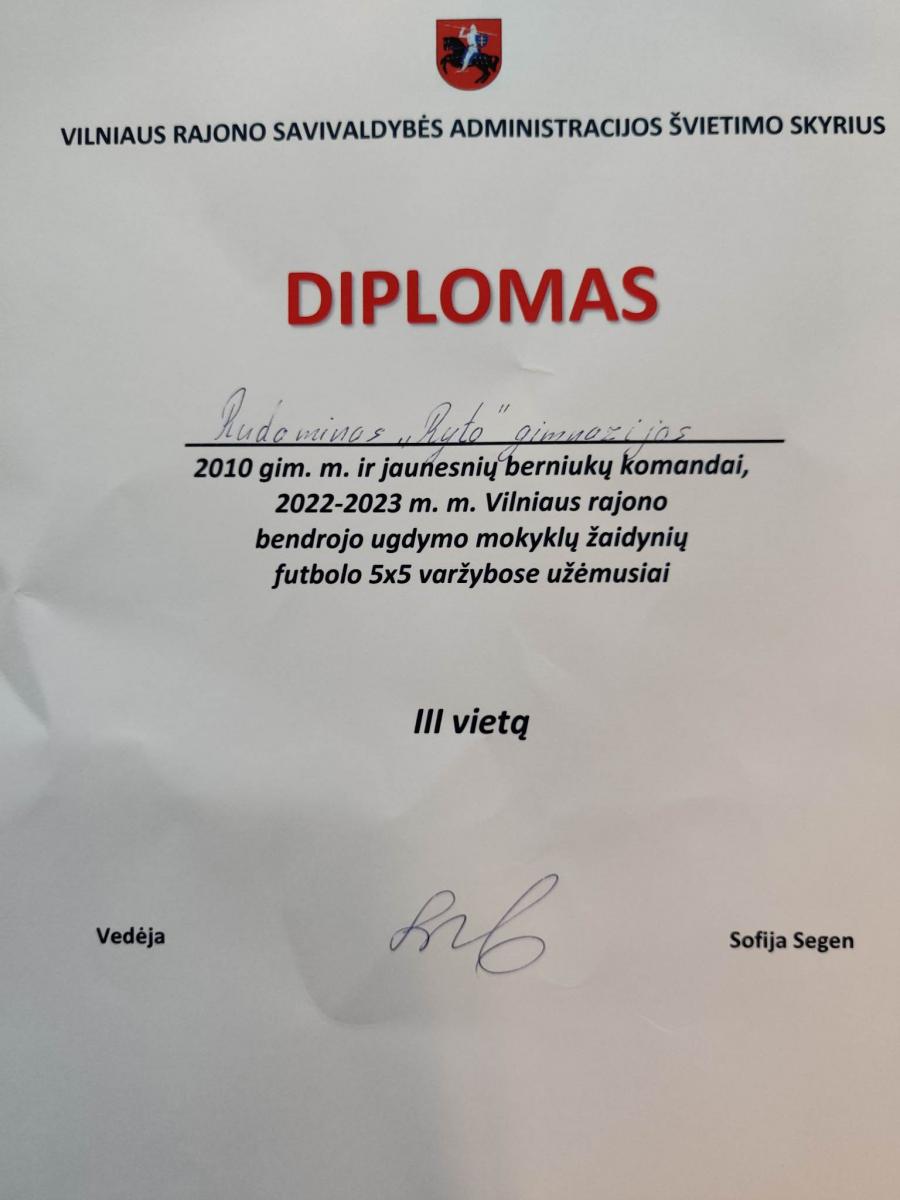 VILNIAUS RAJONO SAVIVALDYBĖS ADMINISTRACIJOS ŠVIETIMO SKYRIUS
DIPLOMAS
Rudaminos „Ryto" gimnazijos
2010 gim. m. ir jaunesnių berniukų komandai,
2022-2023 m. m. Vilniaus rajono
bendrojo ugdymo mokyklų žaidynių
futbolo 5x5 varžybose užėmusiai
III vietą
Vedėja
Sofija Segen